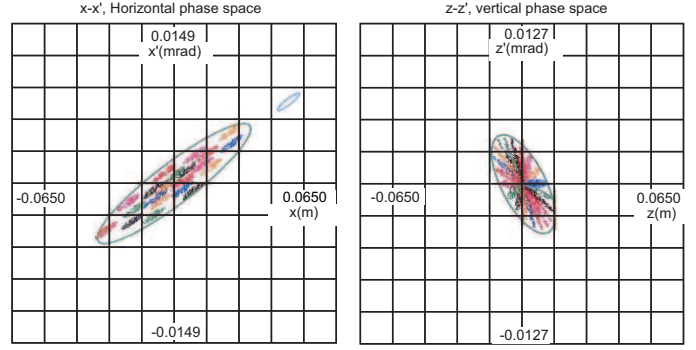 x-x', Horizontal phase space
0.0149
x'(mrad)
-0.0650
0.0650
x(m)
-0.0149
z-z', vertical phase space
0.0127
z'(mrad)
-0.0650
0.0650
z(m)
-0.0127